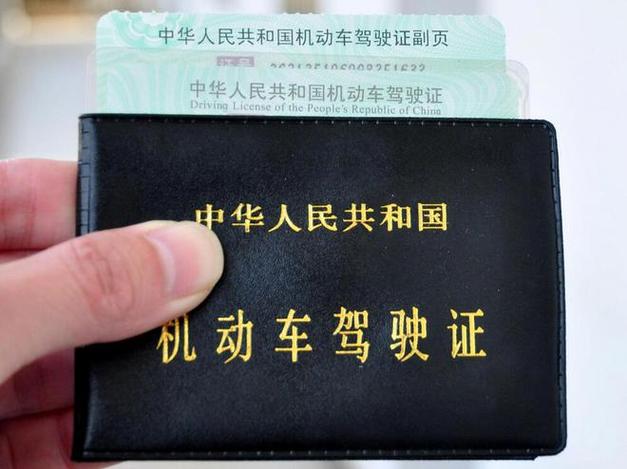 中华人民共和国机动车驾驶证副页
证号
中华人民共和国机动车驾驶证
Driving License of the People's Republic of China
中华人民共和国
机动车驾驶证